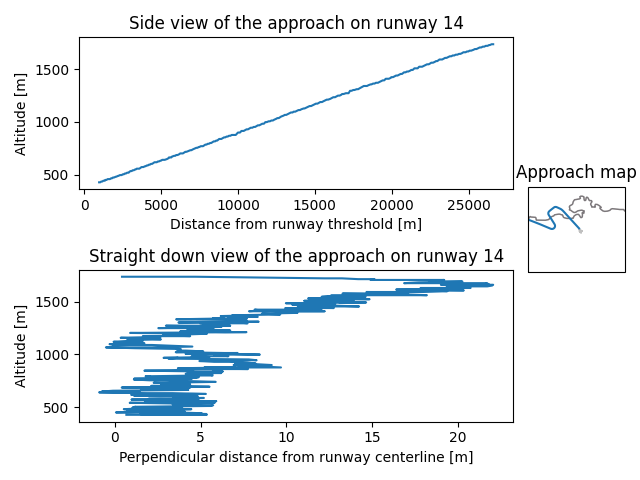 Side view of the approach on runway 14
Altitude [m]
1500
1000
500
0 5000 10000 15000 20000 25000
Distance from runway threshold [m]
Approach map
Straight down view of the approach on runway 14
Altitude [m]
1500
1000
500
0 5 10 15 20
Perpendicular distance from runway centerline [m]